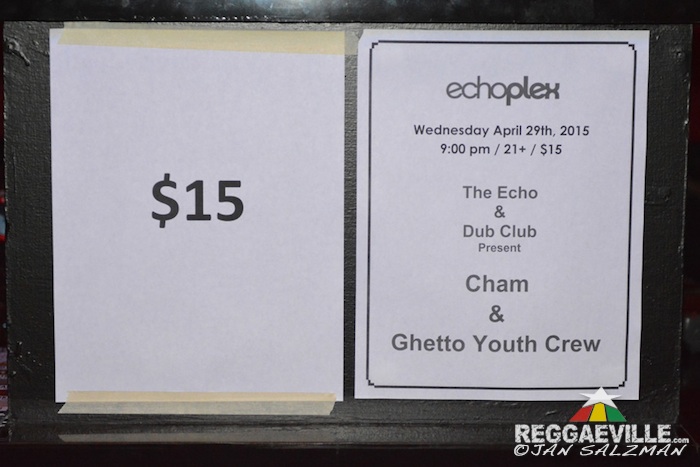 $15
echoplex
Wednesday April 29th, 2015
9:00 pm / 21+ / $15
The Echo
&
Dub Club
Present
Cham
&
Ghetto Youth Crew
REGGAEVILLE.com
©JAN SALZMAN